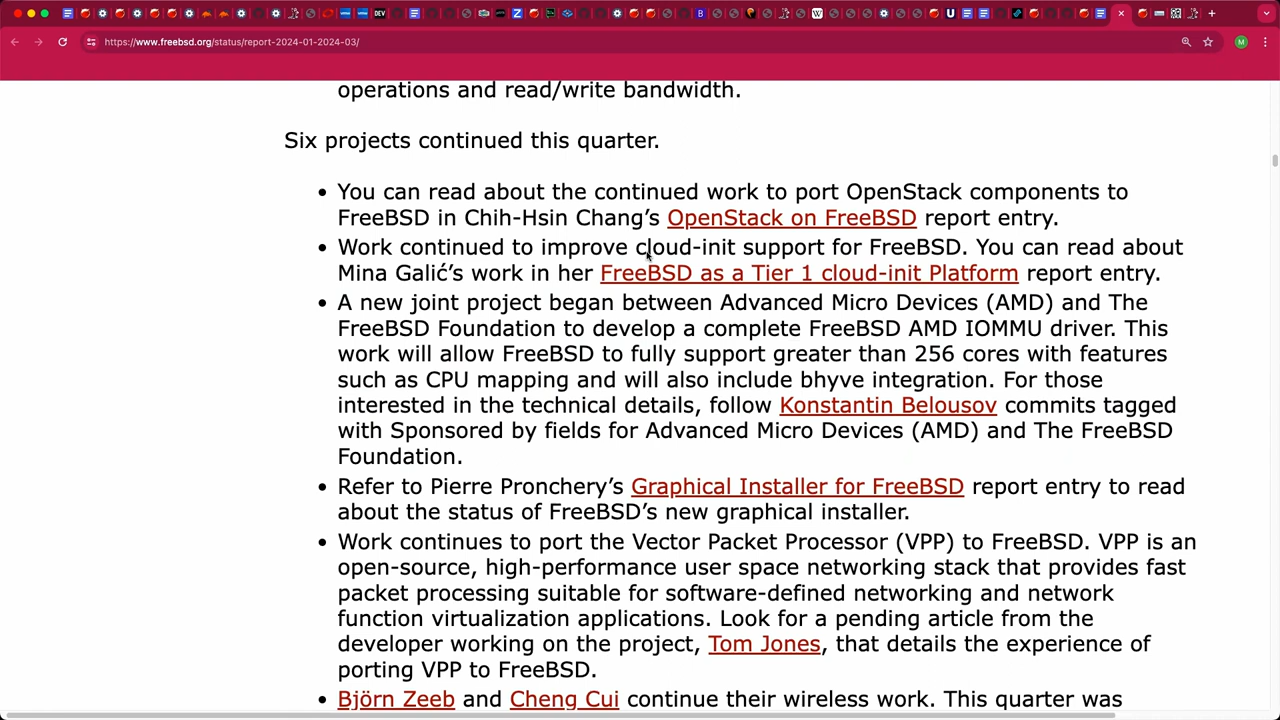 DEV
Z
B
W
U
https://www.freebsd.org/status/report-2024-01-2024-03/
M
operations and read/write bandwidth.
Six projects continued this quarter.
• You can read about the continued work to port OpenStack components to
FreeBSD in Chih-Hsin Chang’s OpenStack on FreeBSD report entry.
• Work continued to improve cloud-init support for FreeBSD. You can read about
Mina Galić’s work in her FreeBSD as a Tier 1 cloud-init Platform report entry.
• A new joint project began between Advanced Micro Devices (AMD) and The
FreeBSD Foundation to develop a complete FreeBSD AMD IOMMU driver. This
work will allow FreeBSD to fully support greater than 256 cores with features
such as CPU mapping and will also include bhyve integration. For those
interested in the technical details, follow Konstantin Belousov commits tagged
with Sponsored by fields for Advanced Micro Devices (AMD) and The FreeBSD
Foundation.
• Refer to Pierre Pronchery’s Graphical Installer for FreeBSD report entry to read
about the status of FreeBSD’s new graphical installer.
• Work continues to port the Vector Packet Processor (VPP) to FreeBSD. VPP is an
open-source, high-performance user space networking stack that provides fast
packet processing suitable for software-defined networking and network
function virtualization applications. Look for a pending article from the
developer working on the project, Tom Jones, that details the experience of
porting VPP to FreeBSD.
• Björn Zeeb and Cheng Cui continue their wireless work. This quarter was